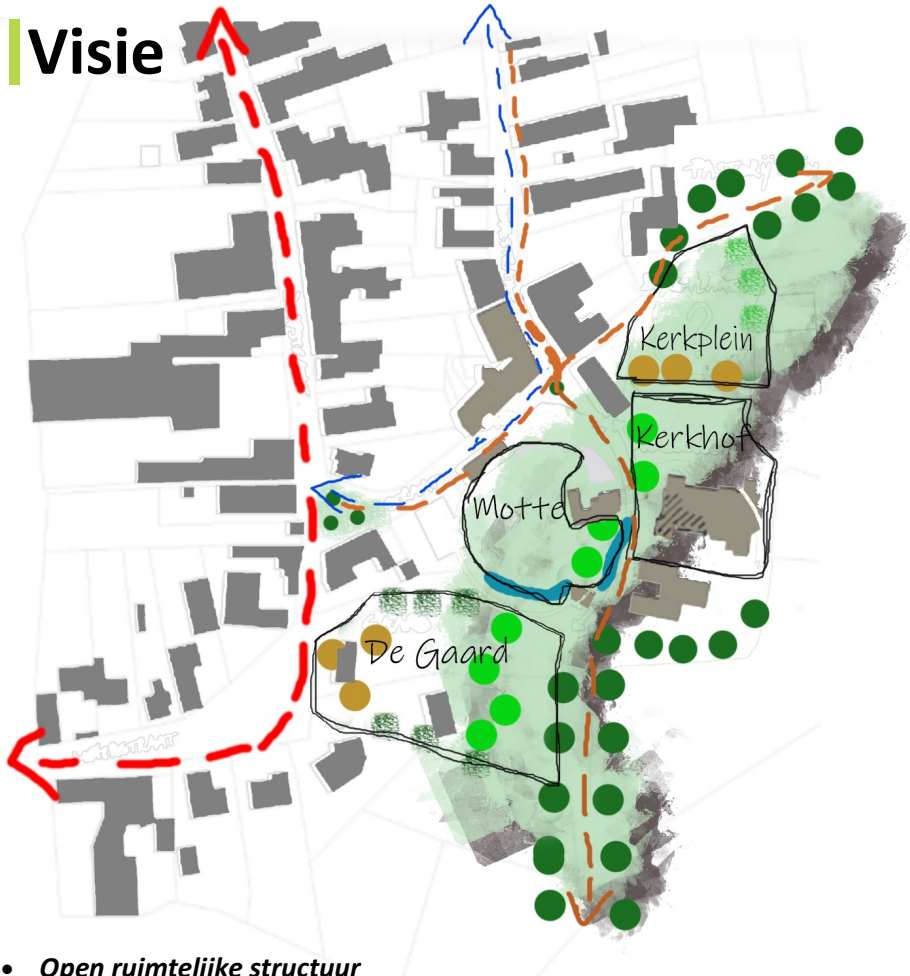 Visie
Kerkplein
Kerkhof
Motte
De Gaard
• Open ruimtelijke structuur